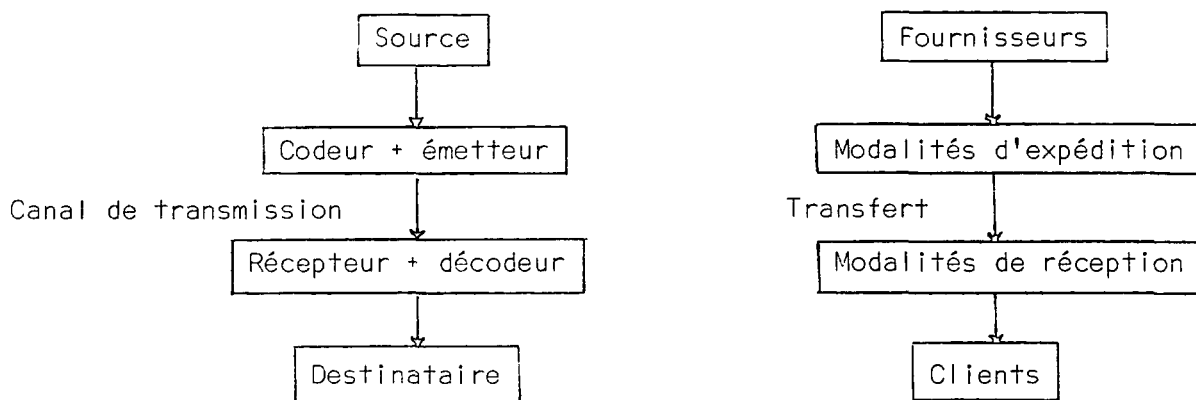 Source
Codeur + émetteur
Canal de transmission
Récepteur + décodeur
Destinataire
Fournisseurs
Modalités d'expédition
Transfert
Modalités de réception
Clients